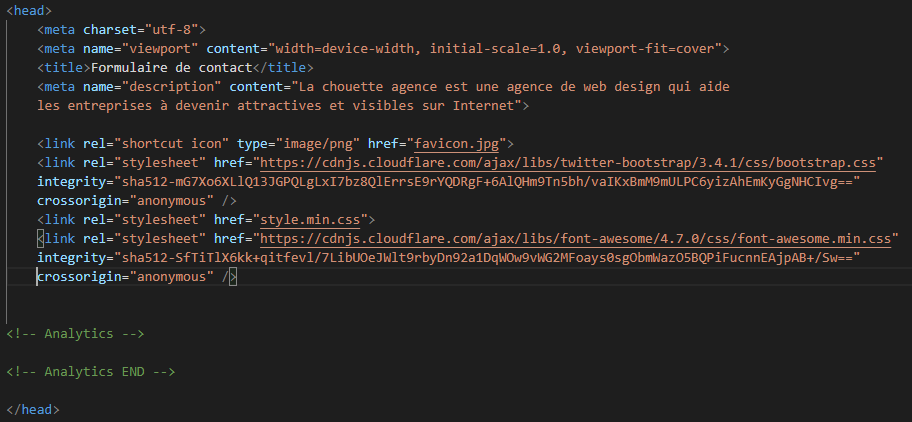 <head>
<meta charset="utf-8">
<meta name="viewport" content="width=device-width, initial-scale=1.0, viewport-fit=cover">
<title>Formulaire de contact</title>
<meta name="description" content="La chouette agence est une agence de web design qui aide
les entreprises à devenir attractives et visibles sur Internet">
<link rel="shortcut icon" type="image/png" href="favicon.jpg">
<link rel="stylesheet" href="https://cdnjs.cloudflare.com/ajax/libs/twitter-bootstrap/3.4.1/css/bootstrap.css"
integrity="sha512-mG7Xo6XLlQ13JGPQLgLxI7bz8QlErrsE9rYQDRgF+6AlQHm9Tn5bh/vaIKxBmM9mULPC6yizAhEmKyGgNHCIvg=="
crossorigin="anonymous" />
<link rel="stylesheet" href="style.min.css">
<link rel="stylesheet" href="https://cdnjs.cloudflare.com/ajax/libs/font-awesome/4.7.0/css/font-awesome.min.css"
integrity="sha512-SfTiTlX6kk+qitfevl/7LibUOeJWlt9rbyDn92a1DqWOw9vWG2MFoays0sgObmWazO5BQPiFucnnEAjpAB+/Sw=="
crossorigin="anonymous" />
<!-- Analytics -->
<!-- Analytics END -->
</head>